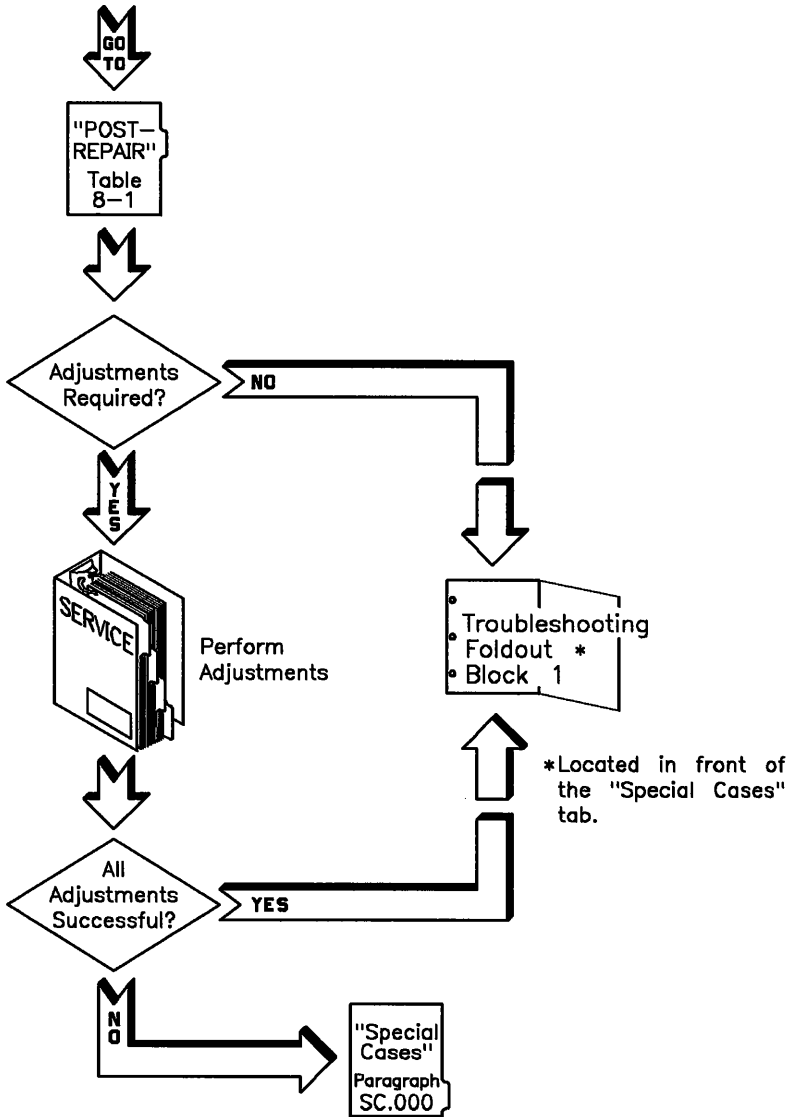 GO
TO
"POST-
REPAIR"
Table
8-1
Adjustments
Required?
NO
YES
SERVICE
Perform
Adjustments
Troubleshooting
Foldout *
Block 1
*Located in front of
the "Special Cases"
tab.
All
Adjustments
Successful?
YES
NO
"Special
Cases"
Paragraph
SC.000